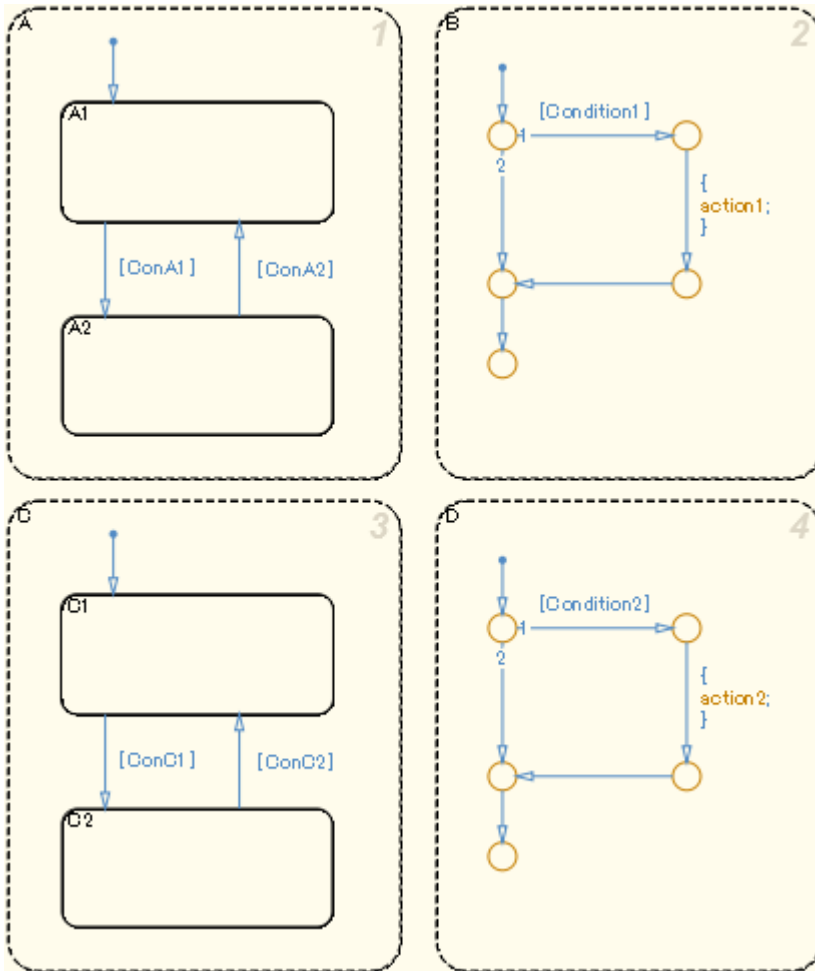 A
1
A1
[ConA1]
[ConA2]
A2
B
2
[Condition1]
1
2
{
action1;
}
C
3
C1
[ConC1]
[ConC2]
C2
D
4
[Condition2]
1
2
{
action2;
}